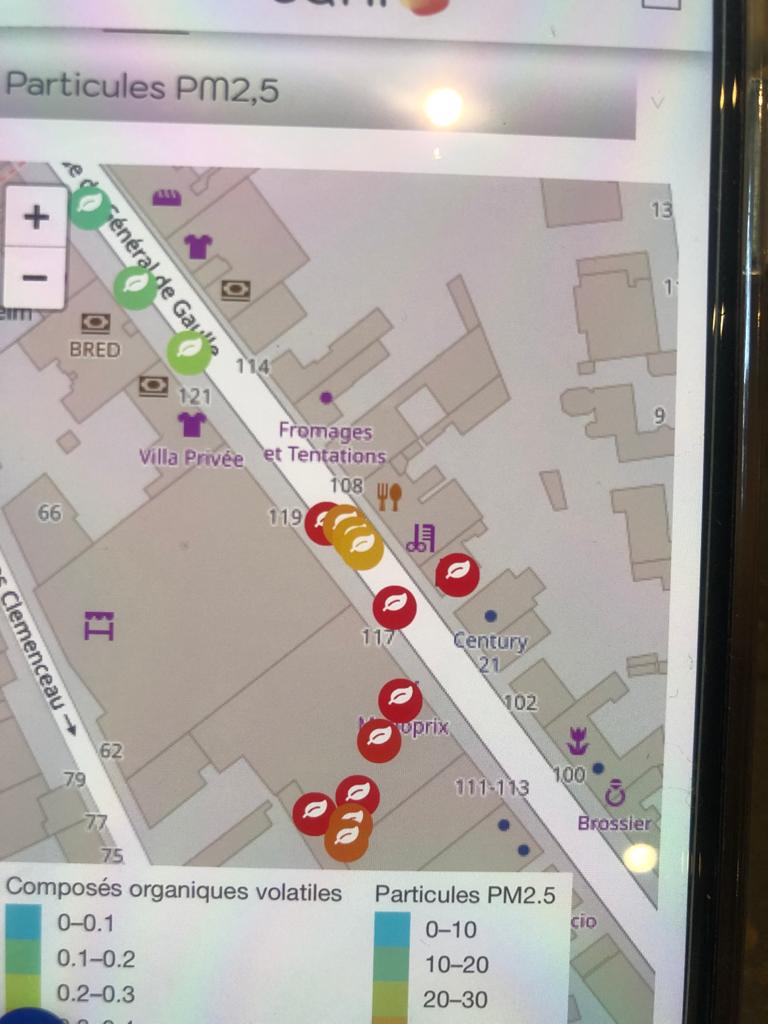 Particules PM2,5
+
−
Général de Gaulle
BRED
114
121
Villa Privée
Fromages
et Tentations
108
119
66
117
Century
21
102
Clemenceau →
62
79
77
75
111-113
100
Brossier
13
9
Composés organiques volatiles
0–0.1
0.1–0.2
0.2–0.3
Particules PM2.5
0–10
10–20
20–30